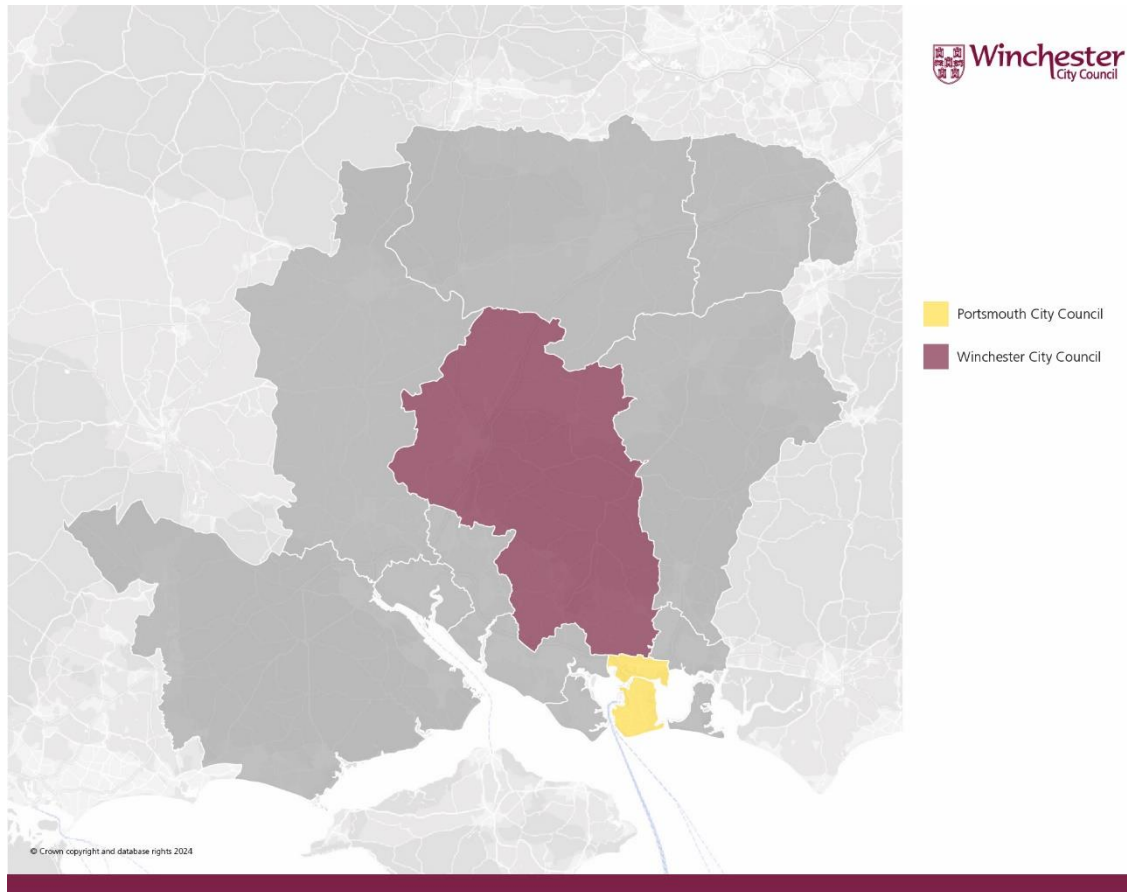 Winchester
City Council
Portsmouth City Council
Winchester City Council
© Crown copyright and database rights 2024